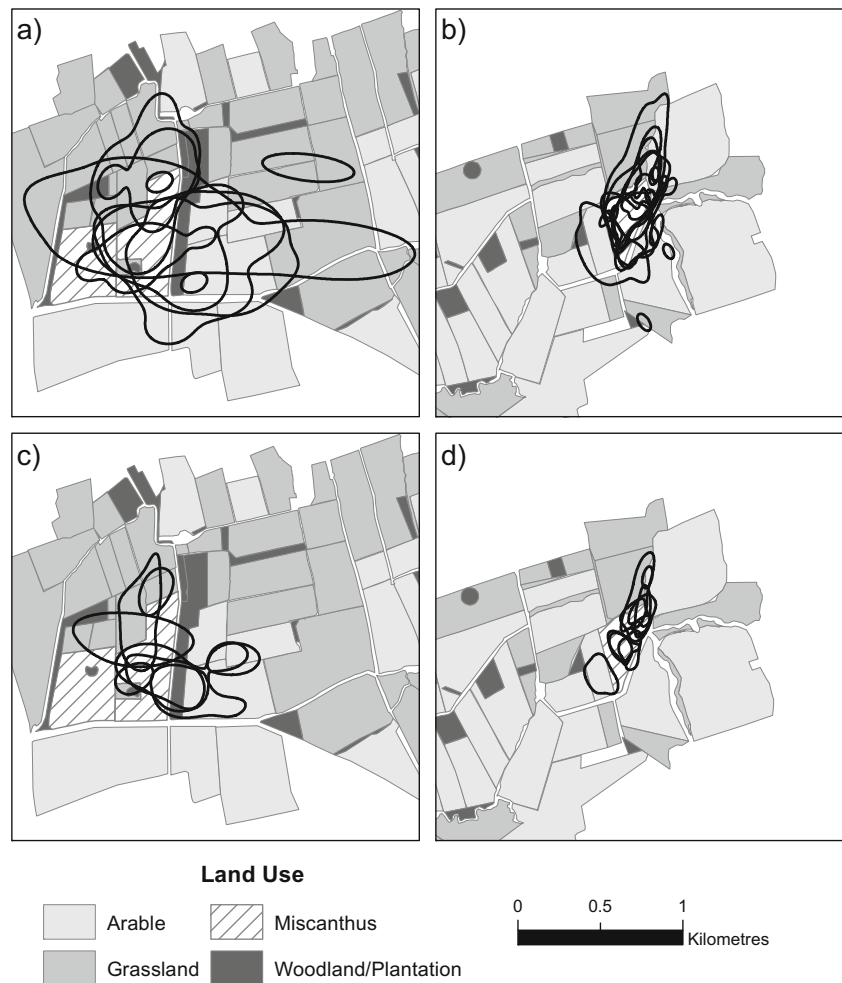 a)
b)
c)
d)
Land Use
Arable
Miscanthus
Grassland
Woodland/Plantation
0 0.5 1
Kilometres